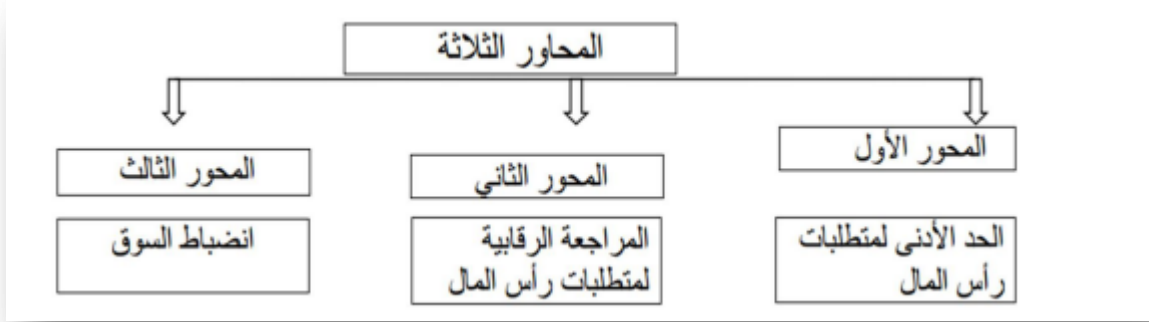 المحاور الثلاثة
المحور الأول
الحد الأدنى لمتطلبات
رأس المال
المحور الثاني
المراجعة الرقابية
لمتطلبات رأس المال
المحور الثالث
انضباط السوق